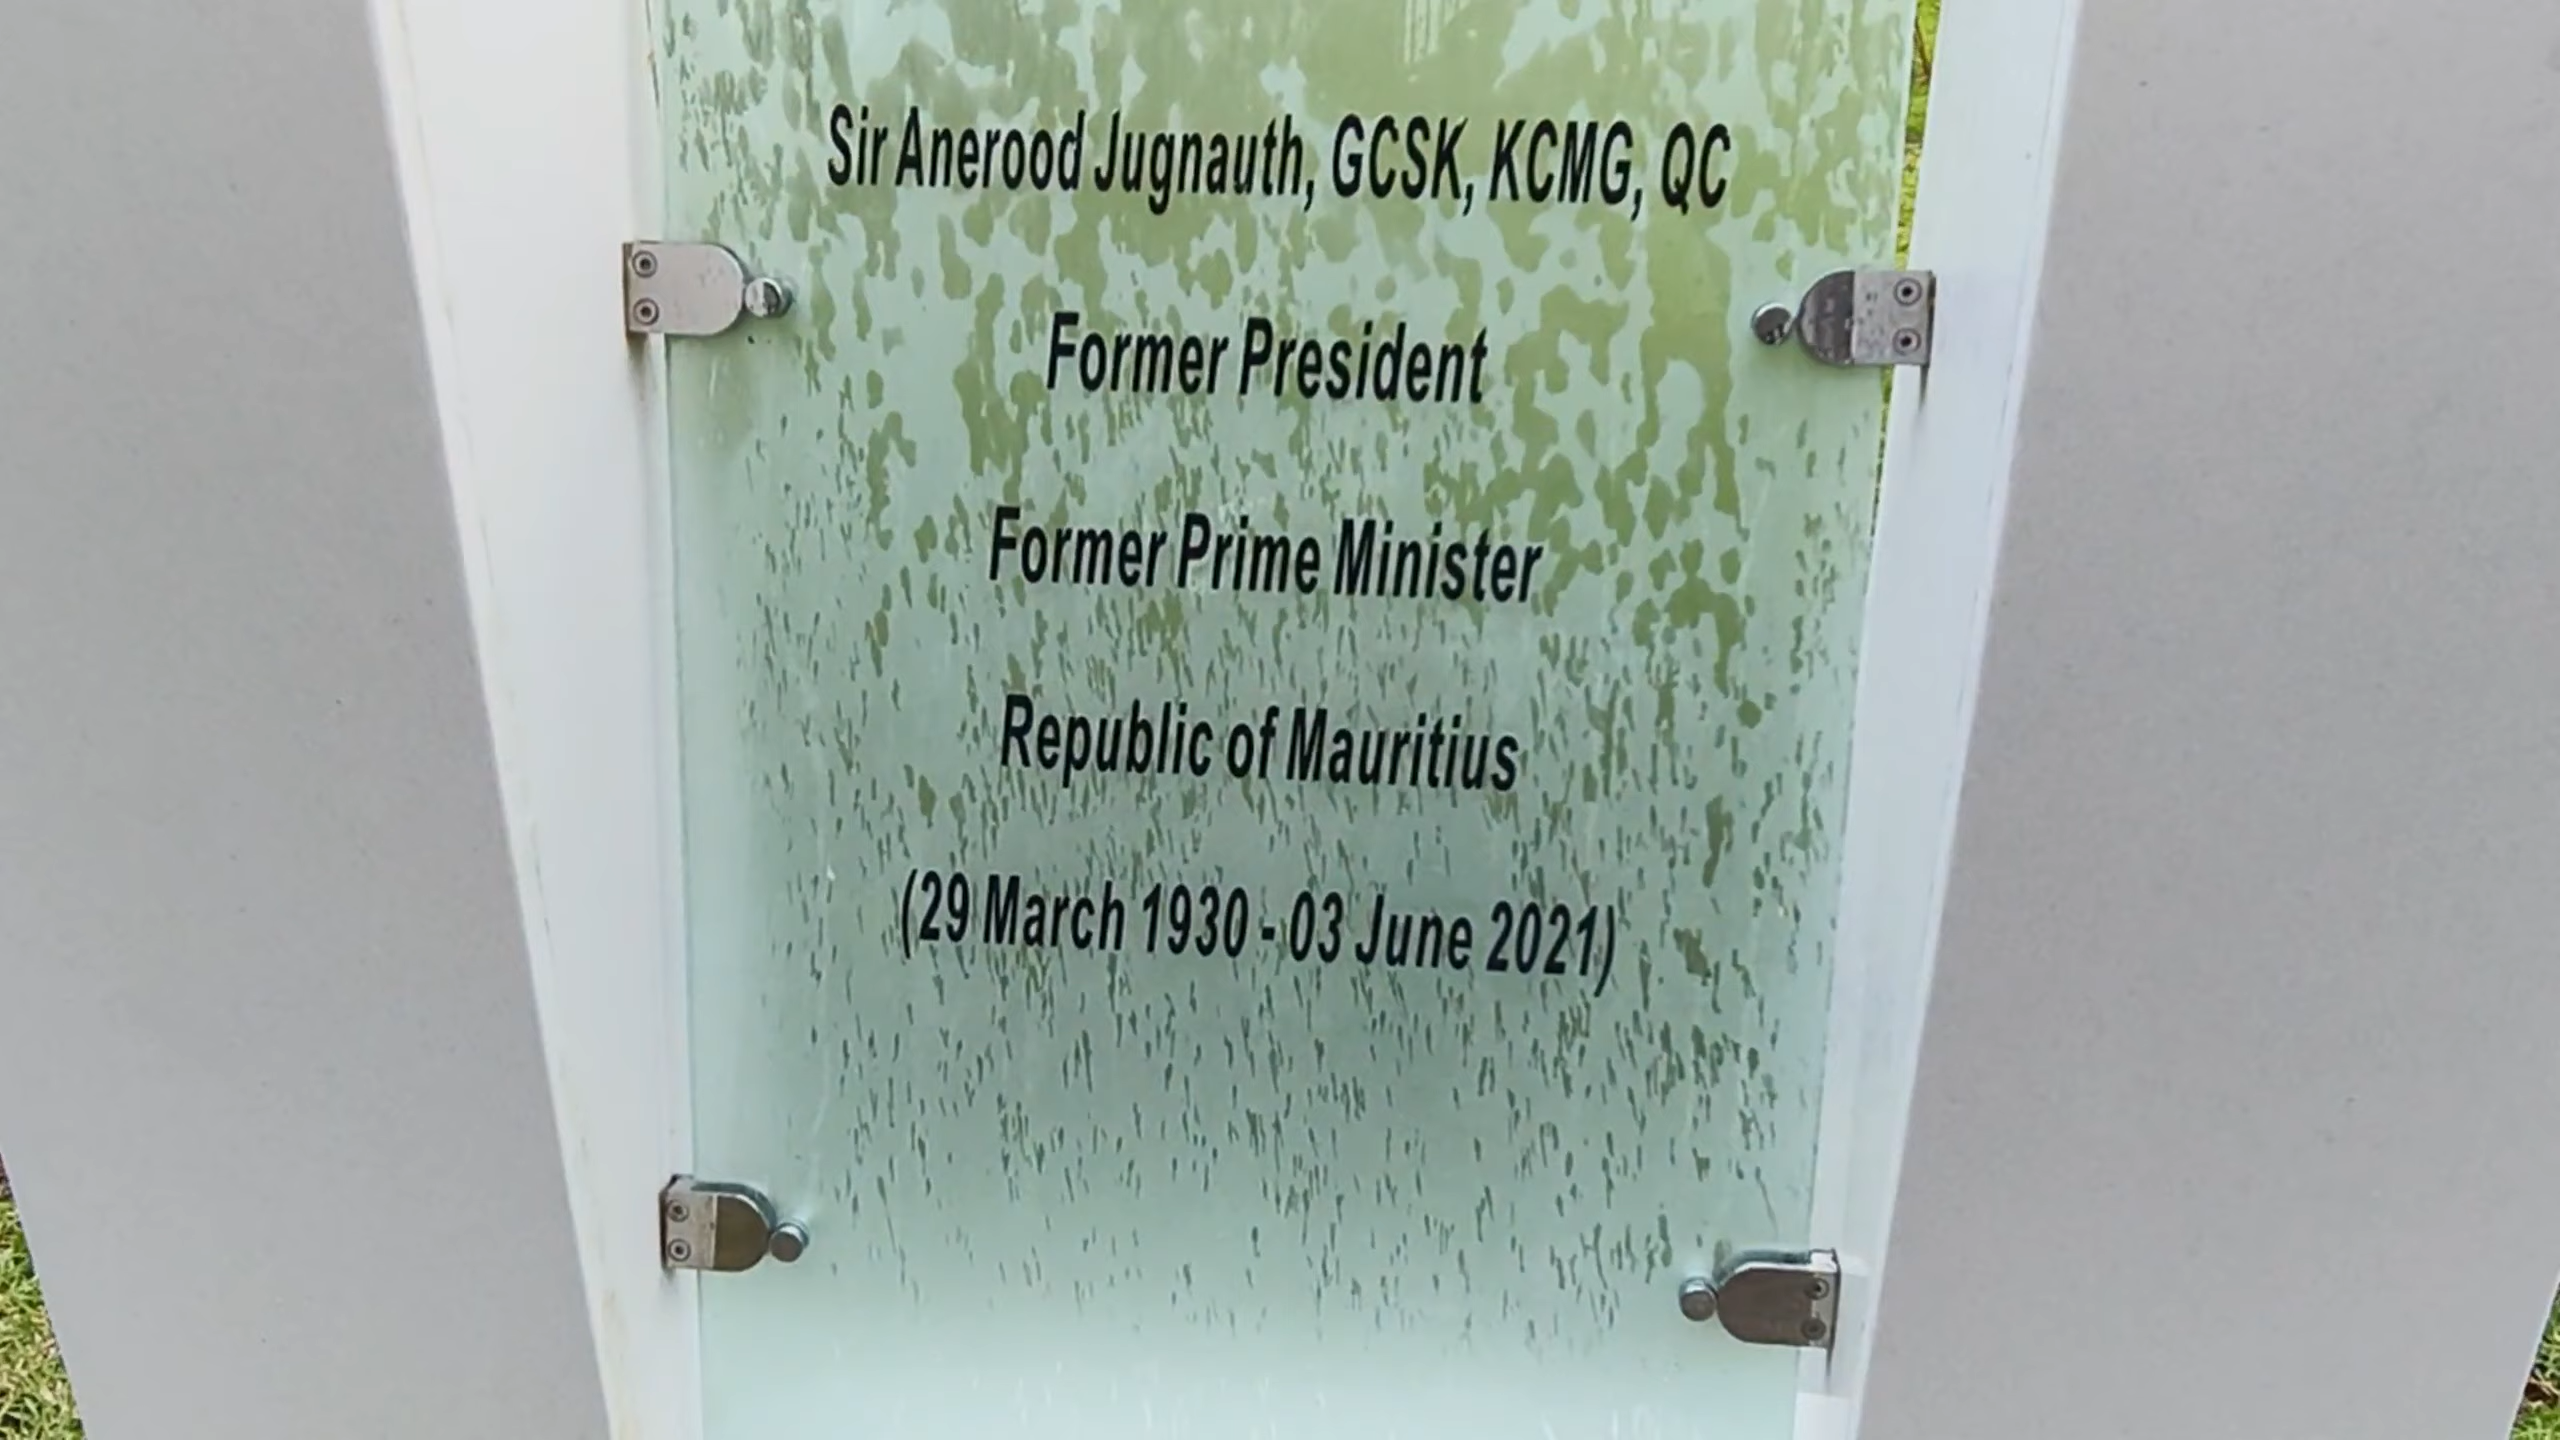 Sir Anerood Jugnauth, GCSK, KCMG, QC
Former President
Former Prime Minister
Republic of Mauritius
(29 March 1930 - 03 June 2021)